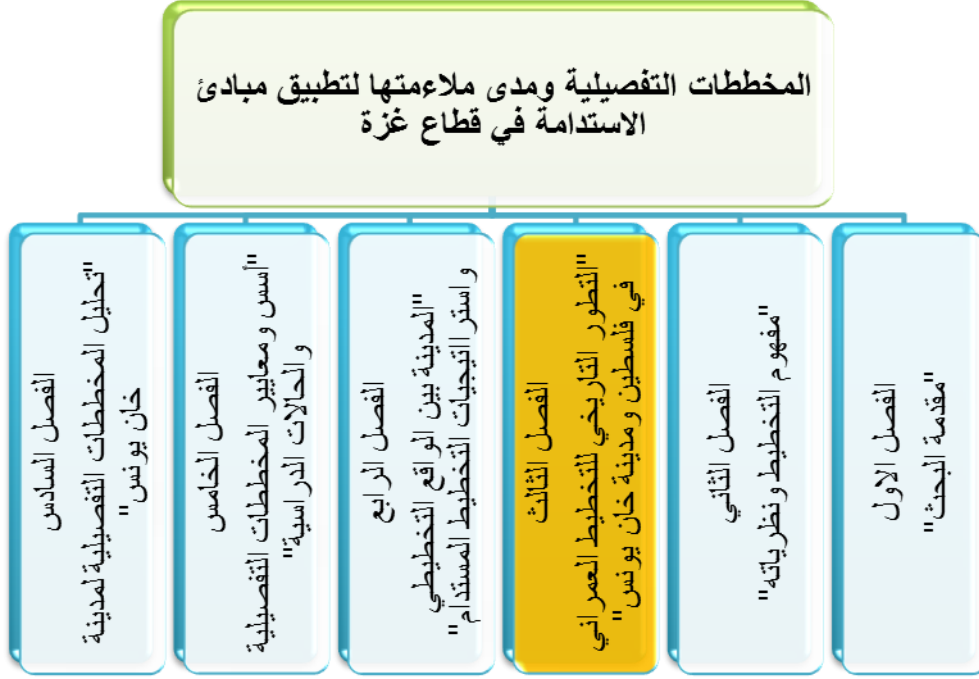 المخططات التفصيلية ومدى ملاءمتها لتطبيق مبادئ
الاستدامة في قطاع غزة
الفصل الاول
"مقدمة البحث"
الفصل الثاني
"مفهوم التخطيط ونظرياته"
الفصل الثالث
"التطور التاريخي للتخطيط العمراني
في فلسطين ومدينة خان يونس"
الفصل الرابع
"المدينة بين الواقع التخطيطي
واستراتيجيات التخطيط المستدام"
الفصل الخامس
"أسس ومعايير المخططات التفصيلية
والحالات الدراسية"
الفصل السادس
"تحليل المخططات التفصيلية لمدينة
خان يونس"